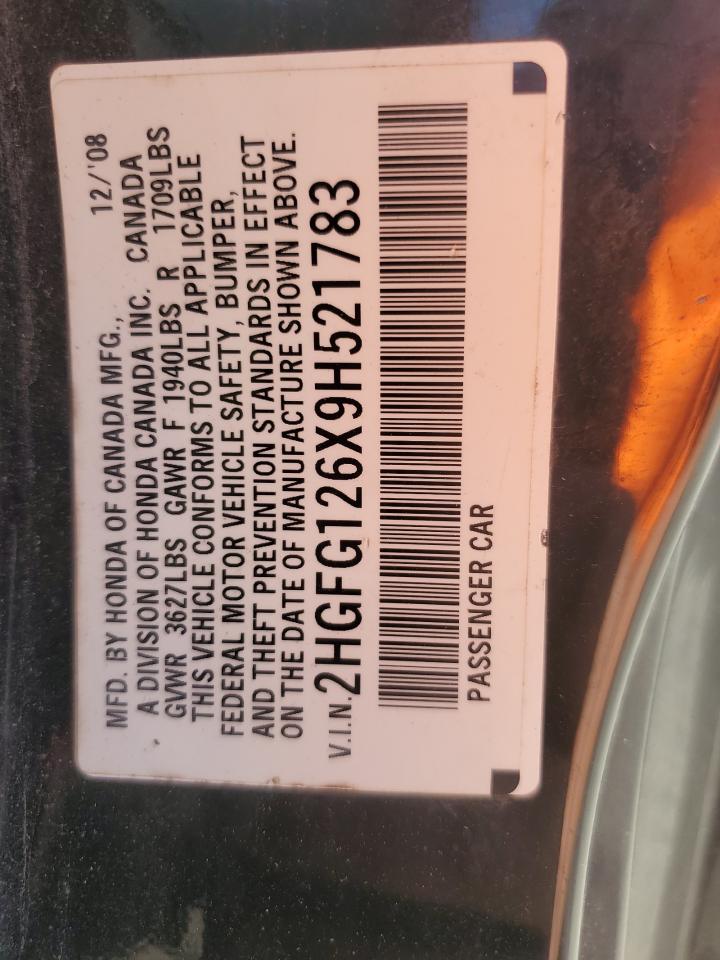 MFD. BY HONDA OF CANADA MFG., 12/'08
A DIVISION OF HONDA CANADA INC. CANADA
GVWR 3627LBS GAWR F 1940LBS R 1709LBS
THIS VEHICLE CONFORMS TO ALL APPLICABLE
FEDERAL MOTOR VEHICLE SAFETY, BUMPER,
AND THEFT PREVENTION STANDARDS IN EFFECT
ON THE DATE OF MANUFACTURE SHOWN ABOVE.
V.I.N. 2HGFG126X9H521783
PASSENGER CAR